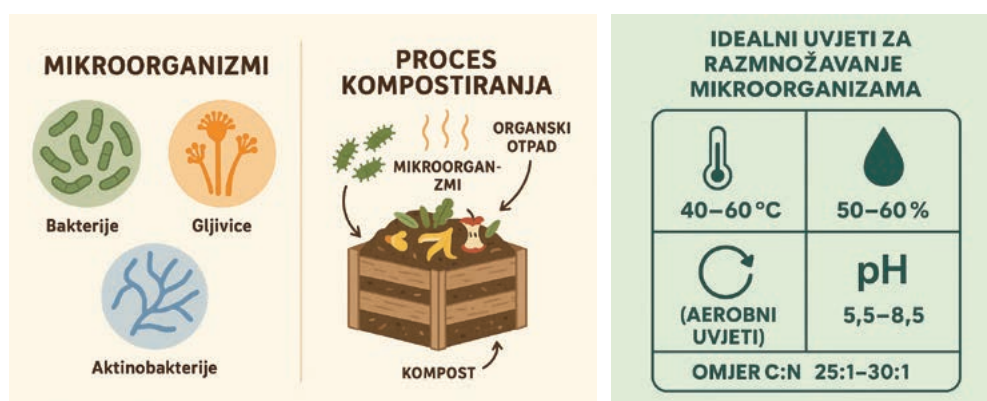 MIKROORGANIZMI
Bakterije
Gljivice
Aktinobakterije
PROCES
KOMPOSTIRANJA
ORGANSKI
OTPAD
MIKROORGAN-
ZMI
KOMPOST
IDEALNI UVJETI ZA
RAZMNOŽAVANJE
MIKROORGANIZAMA
40–60 °C
50–60 %
(AEROBNI
UVJETI)
pH
5,5–8,5
OMJER C:N 25:1–30:1